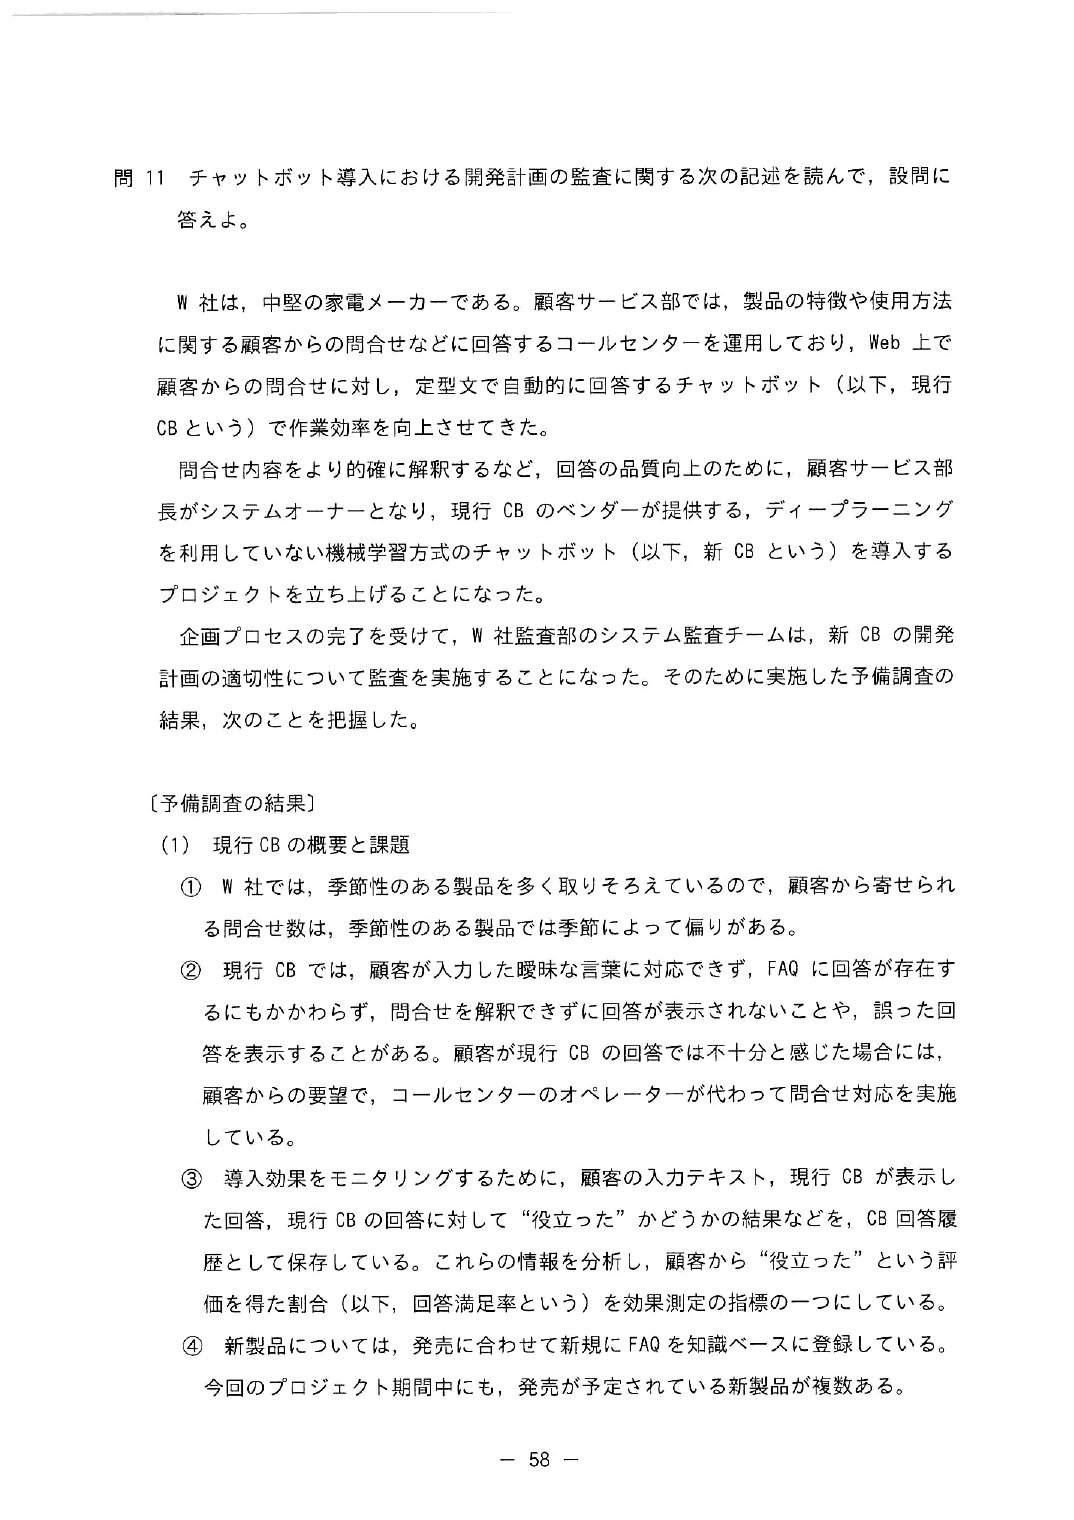 問 11 チャットボット導入における開発計画の監査に関する次の記述を読んで，設問に
答えよ。
W 社は，中堅の家電メーカーである。顧客サービス部では，製品の特徴や使用方法
に関する顧客からの問合せなどに回答するコールセンターを運用しており，Web 上で
顧客からの問合せに対し，定型文で自動的に回答するチャットボット（以下，現行
CB という）で作業効率を向上させてきた。
問合せ内容をより的確に解釈するなど，回答の品質向上のために，顧客サービス部
長がシステムオーナーとなり，現行 CB のベンダーが提供する，ディープラーニング
を利用していない機械学習方式のチャットボット（以下，新 CB という）を導入する
プロジェクトを立ち上げることになった。
企画プロセスの完了を受けて，W 社監査部のシステム監査チームは，新 CB の開発
計画の適切性について監査を実施することになった。そのために実施した予備調査の
結果，次のことを把握した。
〔予備調査の結果〕
(1) 現行 CB の概要と課題
① W 社では，季節性のある製品を多く取りそろえているので，顧客から寄せられ
る問合せ数は，季節性のある製品では季節によって偏りがある。
② 現行 CB では，顧客が入力した曖昧な言葉に対応できず，FAQ に回答が存在す
るにもかかわらず，問合せを解釈できずに回答が表示されないことや，誤った回
答を表示することがある。顧客が現行 CB の回答では不十分と感じた場合には，
顧客からの要望で，コールセンターのオペレーターが代わって問合せ対応を実施
している。
③ 導入効果をモニタリングするために，顧客の入力テキスト，現行 CB が表示し
た回答，現行 CB の回答に対して“役立った”かどうかの結果などを，CB 回答履
歴として保存している。これらの情報を分析し，顧客から“役立った”という評
価を得た割合（以下，回答満足率という）を効果測定の指標の一つにしている。
④ 新製品については，発売に合わせて新規に FAQ を知識ベースに登録している。
今回のプロジェクト期間中にも，発売が予定されている新製品が複数ある。
－ 58 －